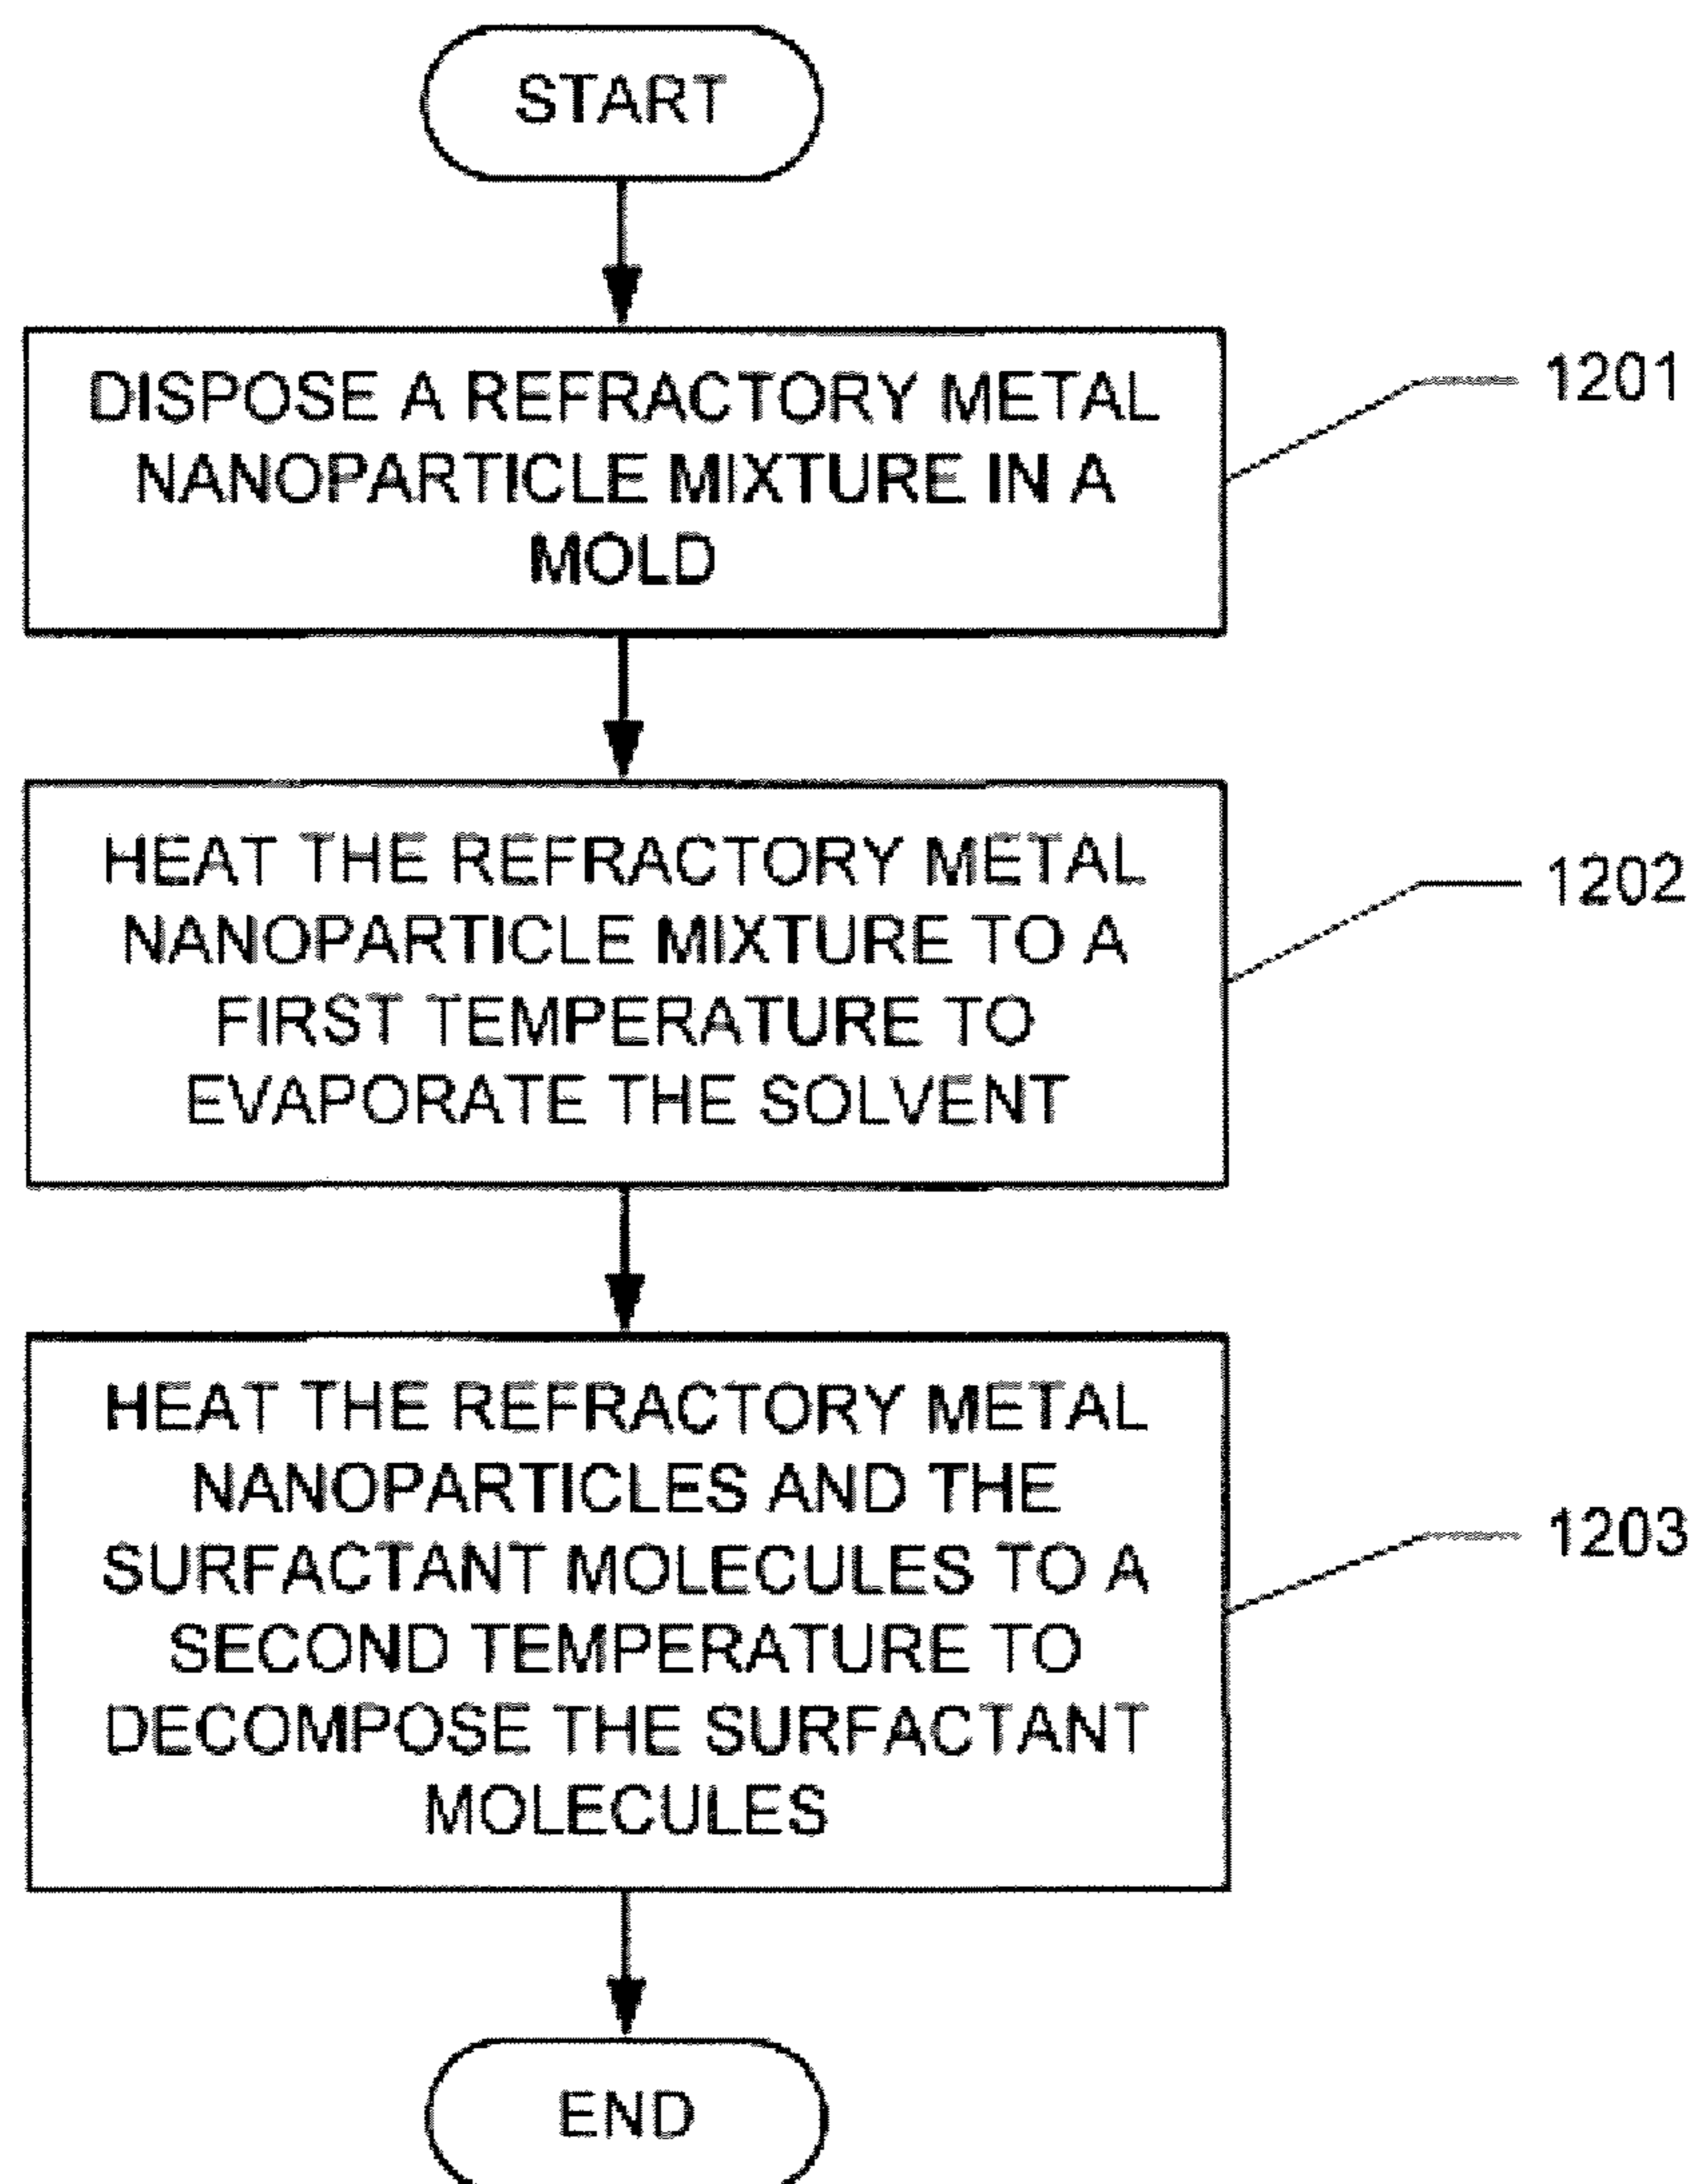 START
DISPOSE A REFRACTORY METAL
NANOPARTICLE MIXTURE IN A
MOLD
1201
HEAT THE REFRACTORY METAL
NANOPARTICLE MIXTURE TO A
FIRST TEMPERATURE TO
EVAPORATE THE SOLVENT
1202
HEAT THE REFRACTORY METAL
NANOPARTICLES AND THE
SURFACTANT MOLECULES TO A
SECOND TEMPERATURE TO
DECOMPOSE THE SURFACTANT
MOLECULES
1203
END